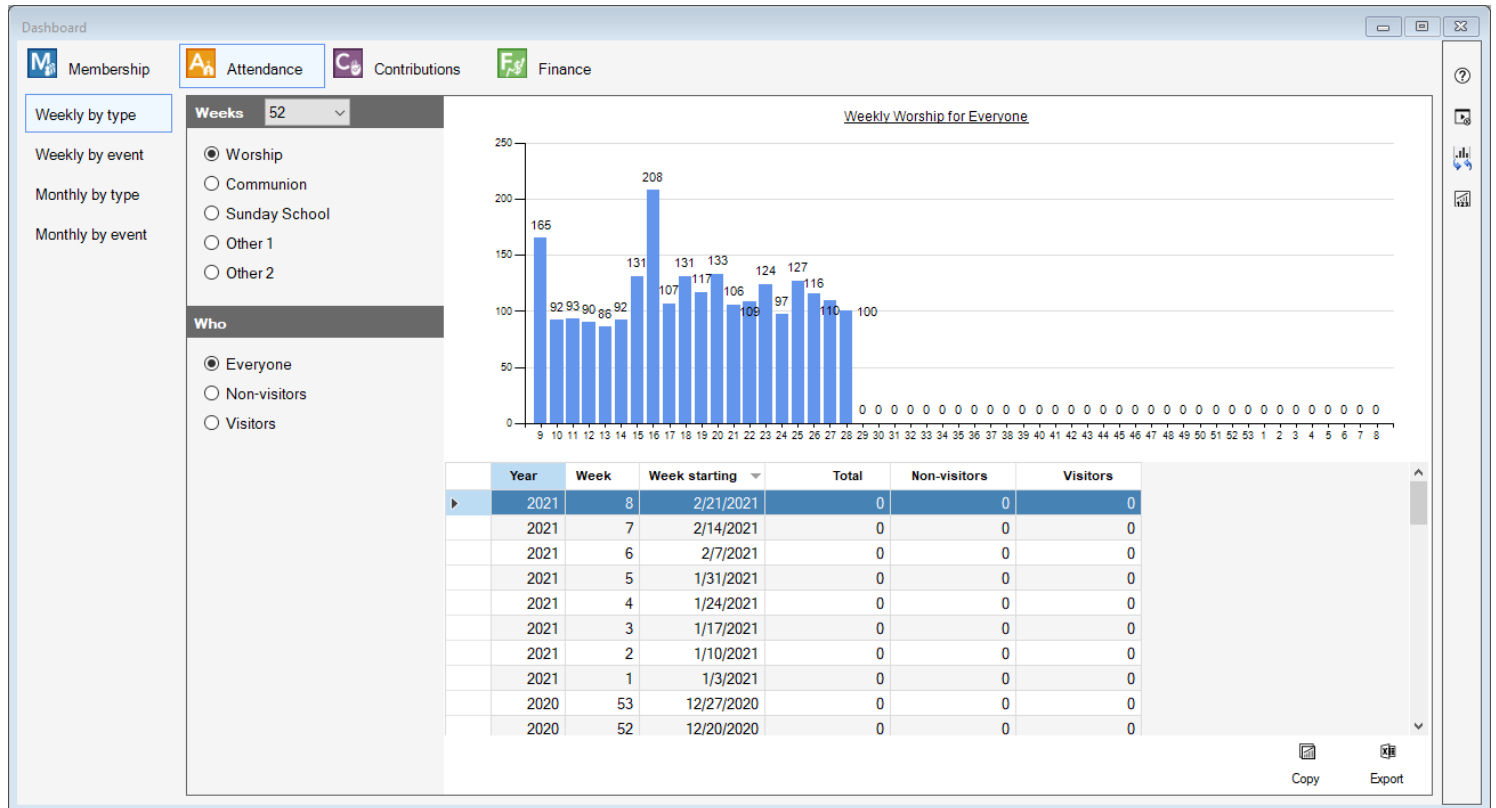 Dashboard
Membership Attendance Contributions Finance
Weekly by type
Weekly by event
Monthly by type
Monthly by event
Weeks 52
Worship
Communion
Sunday School
Other 1
Other 2
Who
Everyone
Non-visitors
Visitors
Weekly Worship for Everyone
250
200
150
100
50
0
165 92 93 90 86 92 131 208 107 131 117 133 106 109 124 97 127 116 110 100 0 0 0 0 0 0 0 0 0 0 0 0 0 0 0 0 0 0 0 0 0 0 0 0 0 0 0 0 0 0 0 0 0
9 10 11 12 13 14 15 16 17 18 19 20 21 22 23 24 25 26 27 28 29 30 31 32 33 34 35 36 37 38 39 40 41 42 43 44 45 46 47 48 49 50 51 52 53 1 2 3 4 5 6 7 8
Year Week Week starting Total Non-visitors Visitors
2021 8 2/21/2021 0 0 0
2021 7 2/14/2021 0 0 0
2021 6 2/7/2021 0 0 0
2021 5 1/31/2021 0 0 0
2021 4 1/24/2021 0 0 0
2021 3 1/17/2021 0 0 0
2021 2 1/10/2021 0 0 0
2021 1 1/3/2021 0 0 0
2020 53 12/27/2020 0 0 0
2020 52 12/20/2020 0 0 0
Copy Export